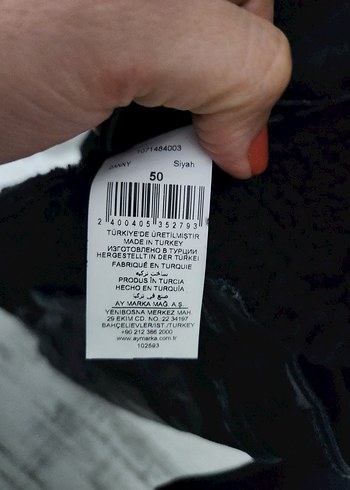 1071484003
DANNY Siyah
50
2 400405 352793
TÜRKİYE'DE ÜRETİLMİŞTİR
MADE IN TURKEY
ИЗГОТОВЛЕНО В ТУРЦИИ
HERGESTELLT IN DER TÜRKEI
FABRIQUÉ EN TURQUIE
ساخت ترکیه
PRODUS ÎN TURCIA
HECHO EN TURQUÍA
صنع في تركيا
AY MARKA MAĞ A.Ş.
YENİBOSNA MERKEZ MAH.
29 EKİM CD. NO.:22 34197
BAHÇELİEVLER/İST./TURKEY
+90 212 386 2000
www.aymarka.com.tr
102593